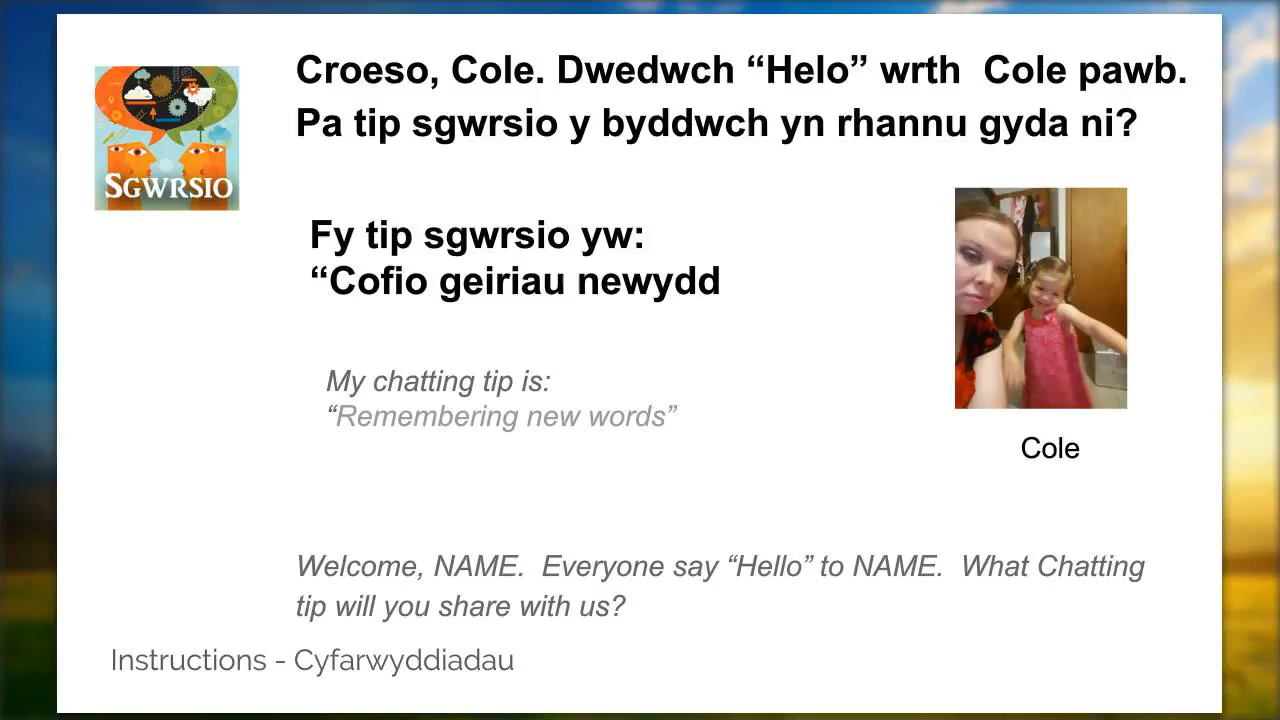 Croeso, Cole. Dwedwch “Helo” wrth Cole pawb.
Pa tip sgwrsio y byddwch yn rhannu gyda ni?
SGWRSIO
Fy tip sgwrsio yw:
“Cofio geiriau newydd
My chatting tip is:
“Remembering new words”
Cole
Welcome, NAME. Everyone say “Hello” to NAME. What Chatting
tip will you share with us?
Instructions - Cyfarwyddiadau